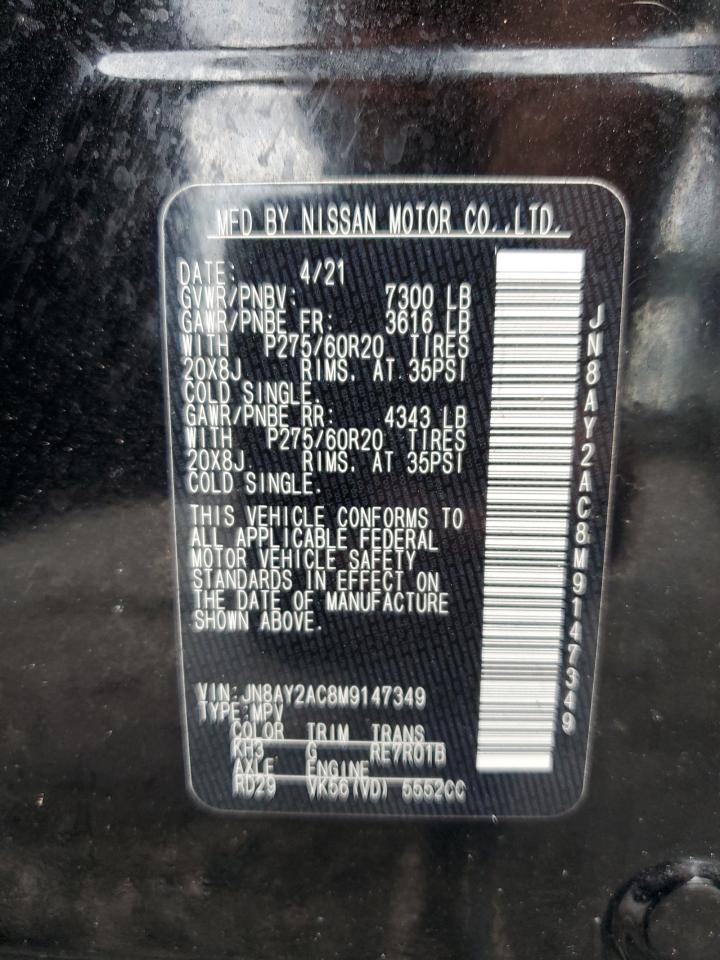 MFD BY NISSAN MOTOR CO.,LTD.
DATE: 4/21
GVWR/PNBV: 7300 LB
GAWR/PNBE FR: 3616 LB
WITH P275/60R20 TIRES
20X8J RIMS, AT 35PSI
COLD SINGLE.
GAWR/PNBE RR: 4343 LB
WITH P275/60R20 TIRES
20X8J RIMS, AT 35PSI
COLD SINGLE.
THIS VEHICLE CONFORMS TO
ALL APPLICABLE FEDERAL
MOTOR VEHICLE SAFETY
STANDARDS IN EFFECT ON
THE DATE OF MANUFACTURE
SHOWN ABOVE.
VIN:JN8AY2AC8M9147349
TYPE:MPV
COLOR TRIM TRANS
KH3 G RE7R01B
AXLE ENGINE
RD29 VK56(VD) 5552CC
JN8AY2AC8M9147349